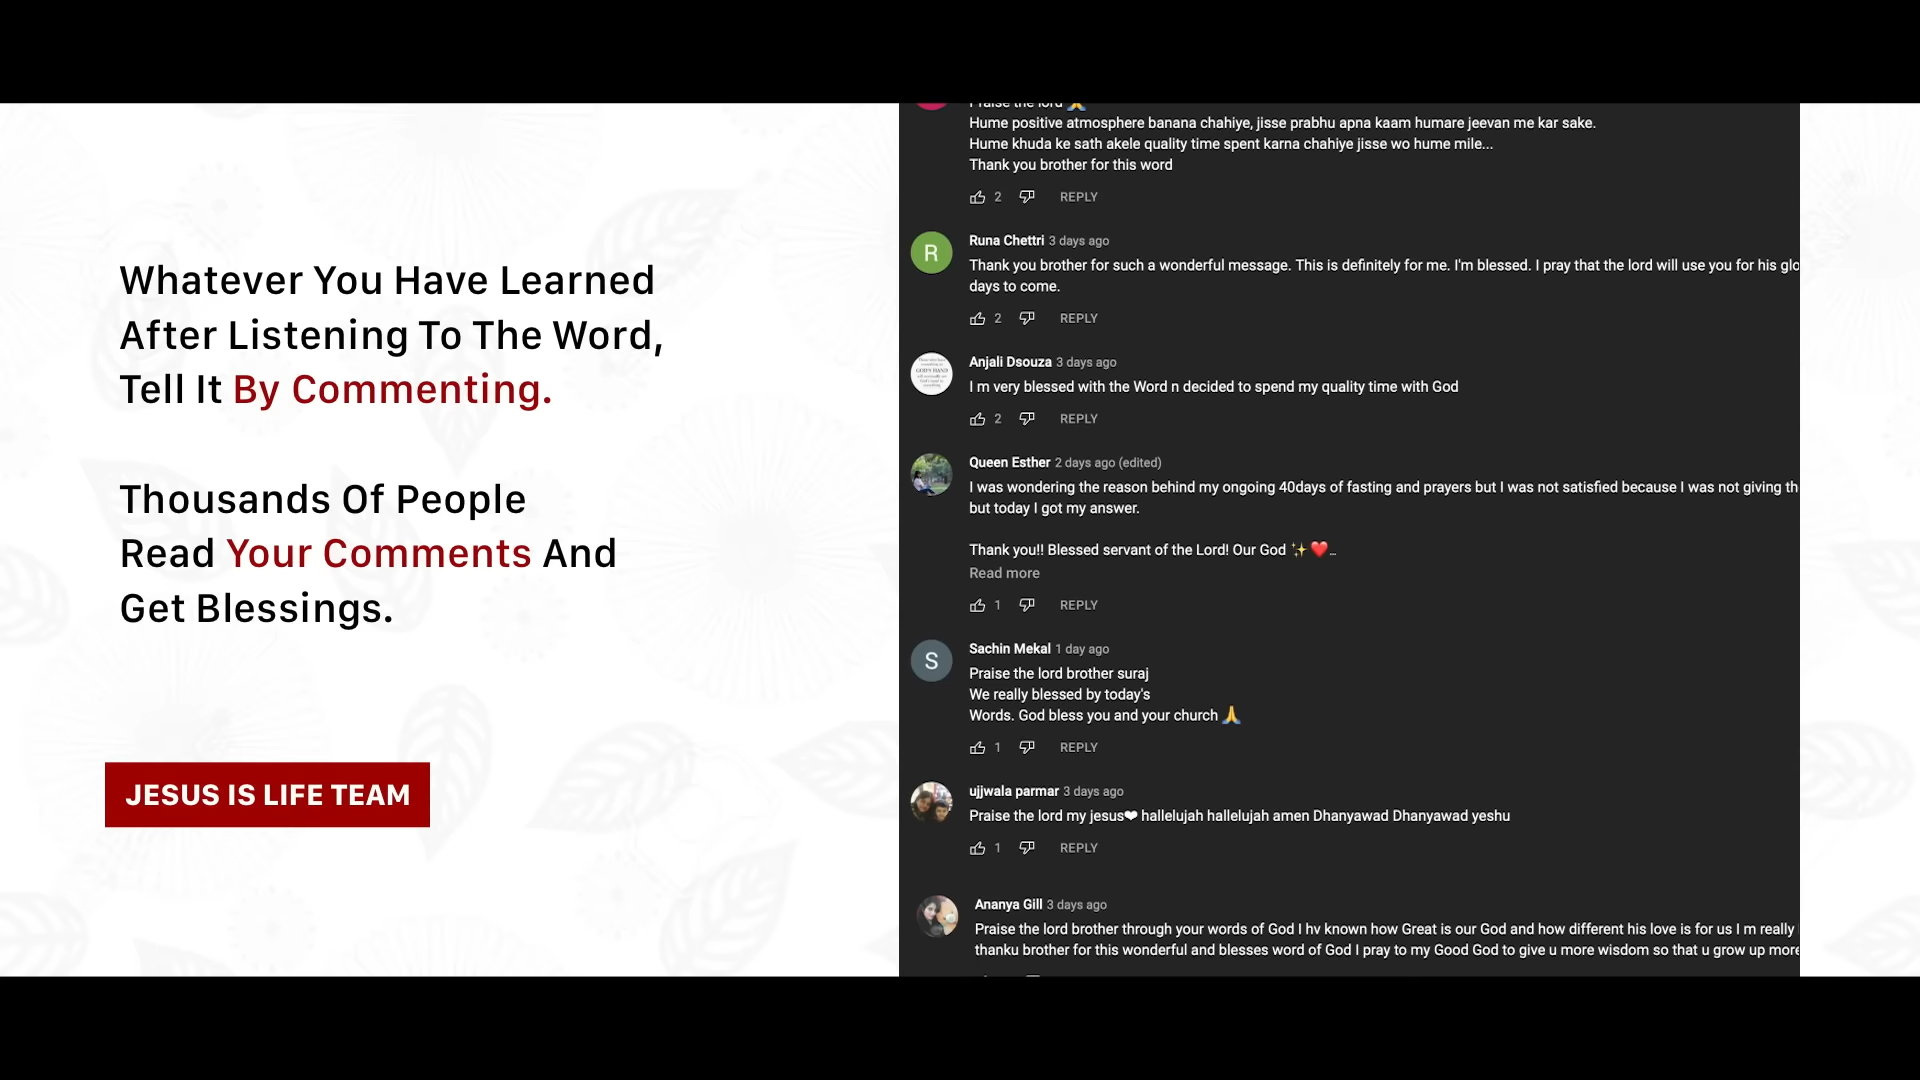 Whatever You Have Learned
After Listening To The Word,
Tell It By Commenting.
Thousands Of People
Read Your Comments And
Get Blessings.
JESUS IS LIFE TEAM
Praise the lord 🙏
Hume positive atmosphere banana chahiye, jisse prabhu apna kaam humare jeevan me kar sake.
Hume khuda ke sath akele quality time spent karna chahiye jisse wo hume mile...
Thank you brother for this word
2 REPLY
R
Runa Chettri 3 days ago
Thank you brother for such a wonderful message. This is definitely for me. I'm blessed. I pray that the lord will use you for his glo
days to come.
2 REPLY
Anjali Dsouza 3 days ago
I m very blessed with the Word n decided to spend my quality time with God
2 REPLY
Queen Esther 2 days ago (edited)
I was wondering the reason behind my ongoing 40days of fasting and prayers but I was not satisfied because I was not giving th
but today I got my answer.
Thank you!! Blessed servant of the Lord! Our God ✨❤️...
Read more
1 REPLY
S
Sachin Mekal 1 day ago
Praise the lord brother suraj
We really blessed by today's
Words. God bless you and your church 🙏
1 REPLY
ujjwala parmar 3 days ago
Praise the lord my jesus❤ hallelujah hallelujah amen Dhanyawad Dhanyawad yeshu
1 REPLY
Ananya Gill 3 days ago
Praise the lord brother through your words of God I hv known how Great is our God and how different his love is for us I m really
thanku brother for this wonderful and blesses word of God I pray to my Good God to give u more wisdom so that u grow up more